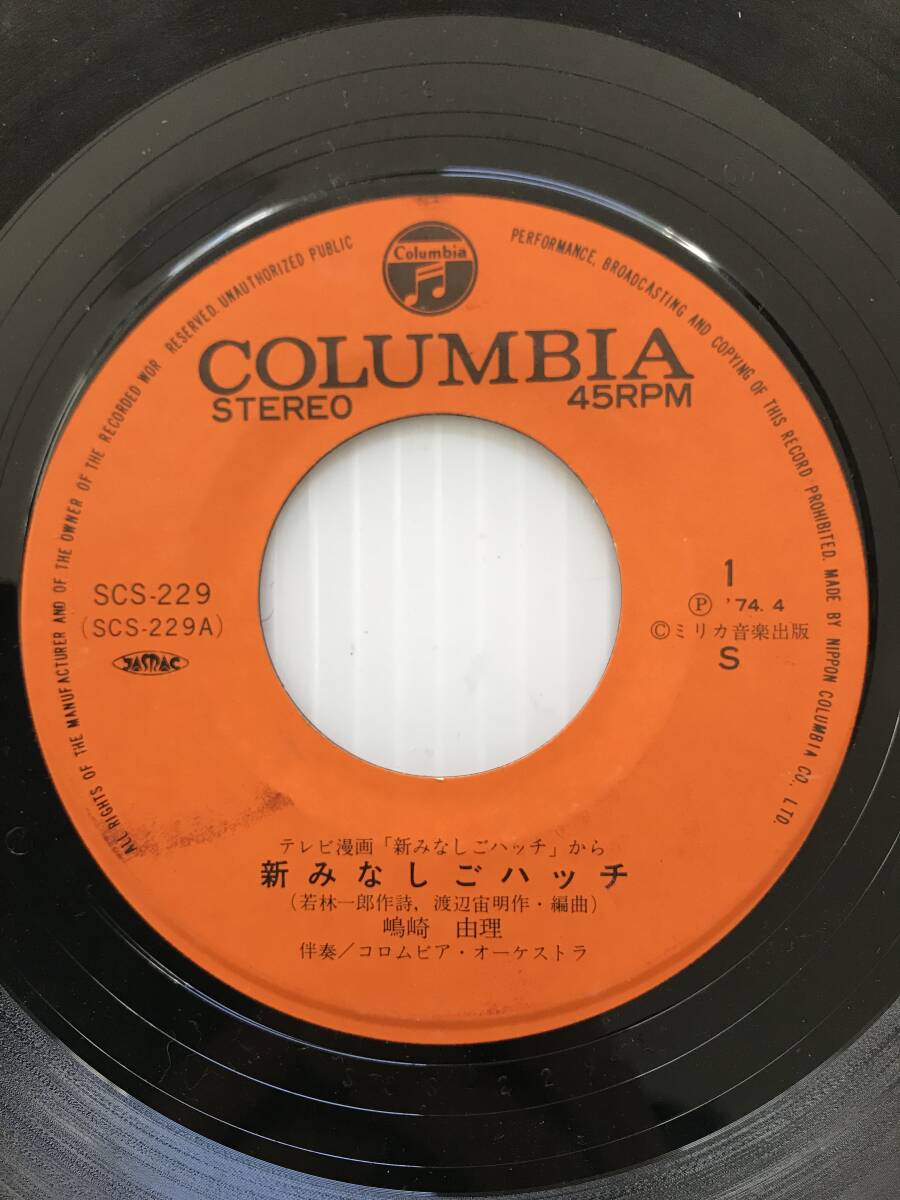 Columbia
ALL RIGHTS OF THE MANUFACTURER AND OF THE OWNER OF THE RECORDED WOR RESERVED. UNAUTHORIZED PUBLIC PERFORMANCE, BROADCASTING AND COPYING OF THIS RECORD PROHIBITED. MADE BY NIPPON COLUMBIA CO., LTD.
COLUMBIA
STEREO 45RPM
SCS-229
(SCS-229A)
JASRAC
1
Ⓟ '74. 4
©ミリカ音楽出版
S
テレビ漫画「新みなしごハッチ」から
新みなしごハッチ
(若林一郎作詩, 渡辺宙明作・編曲)
嶋崎 由理
伴奏/コロムビア・オーケストラ